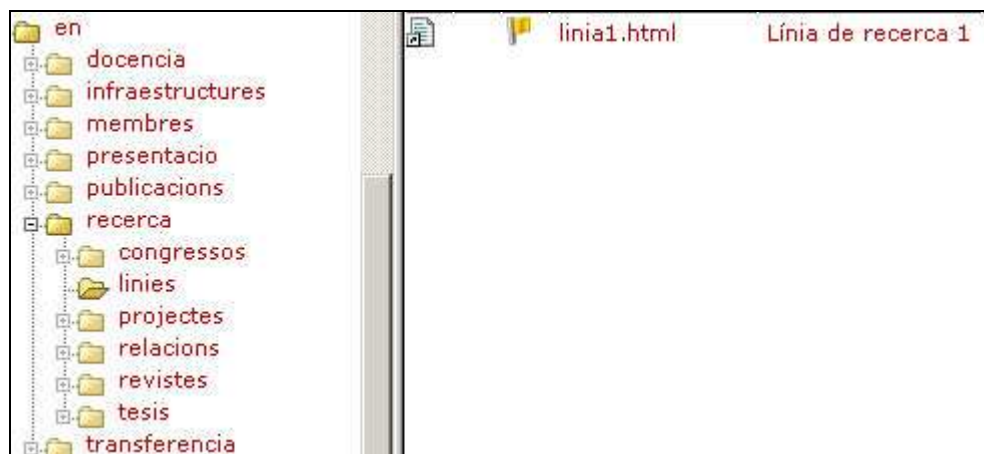 en
docencia
infraestructures
membres
presentacio
publicacions
recerca
congressos
linies
projectes
relacions
revistes
tesis
transferencia
linia1.html Línia de recerca 1